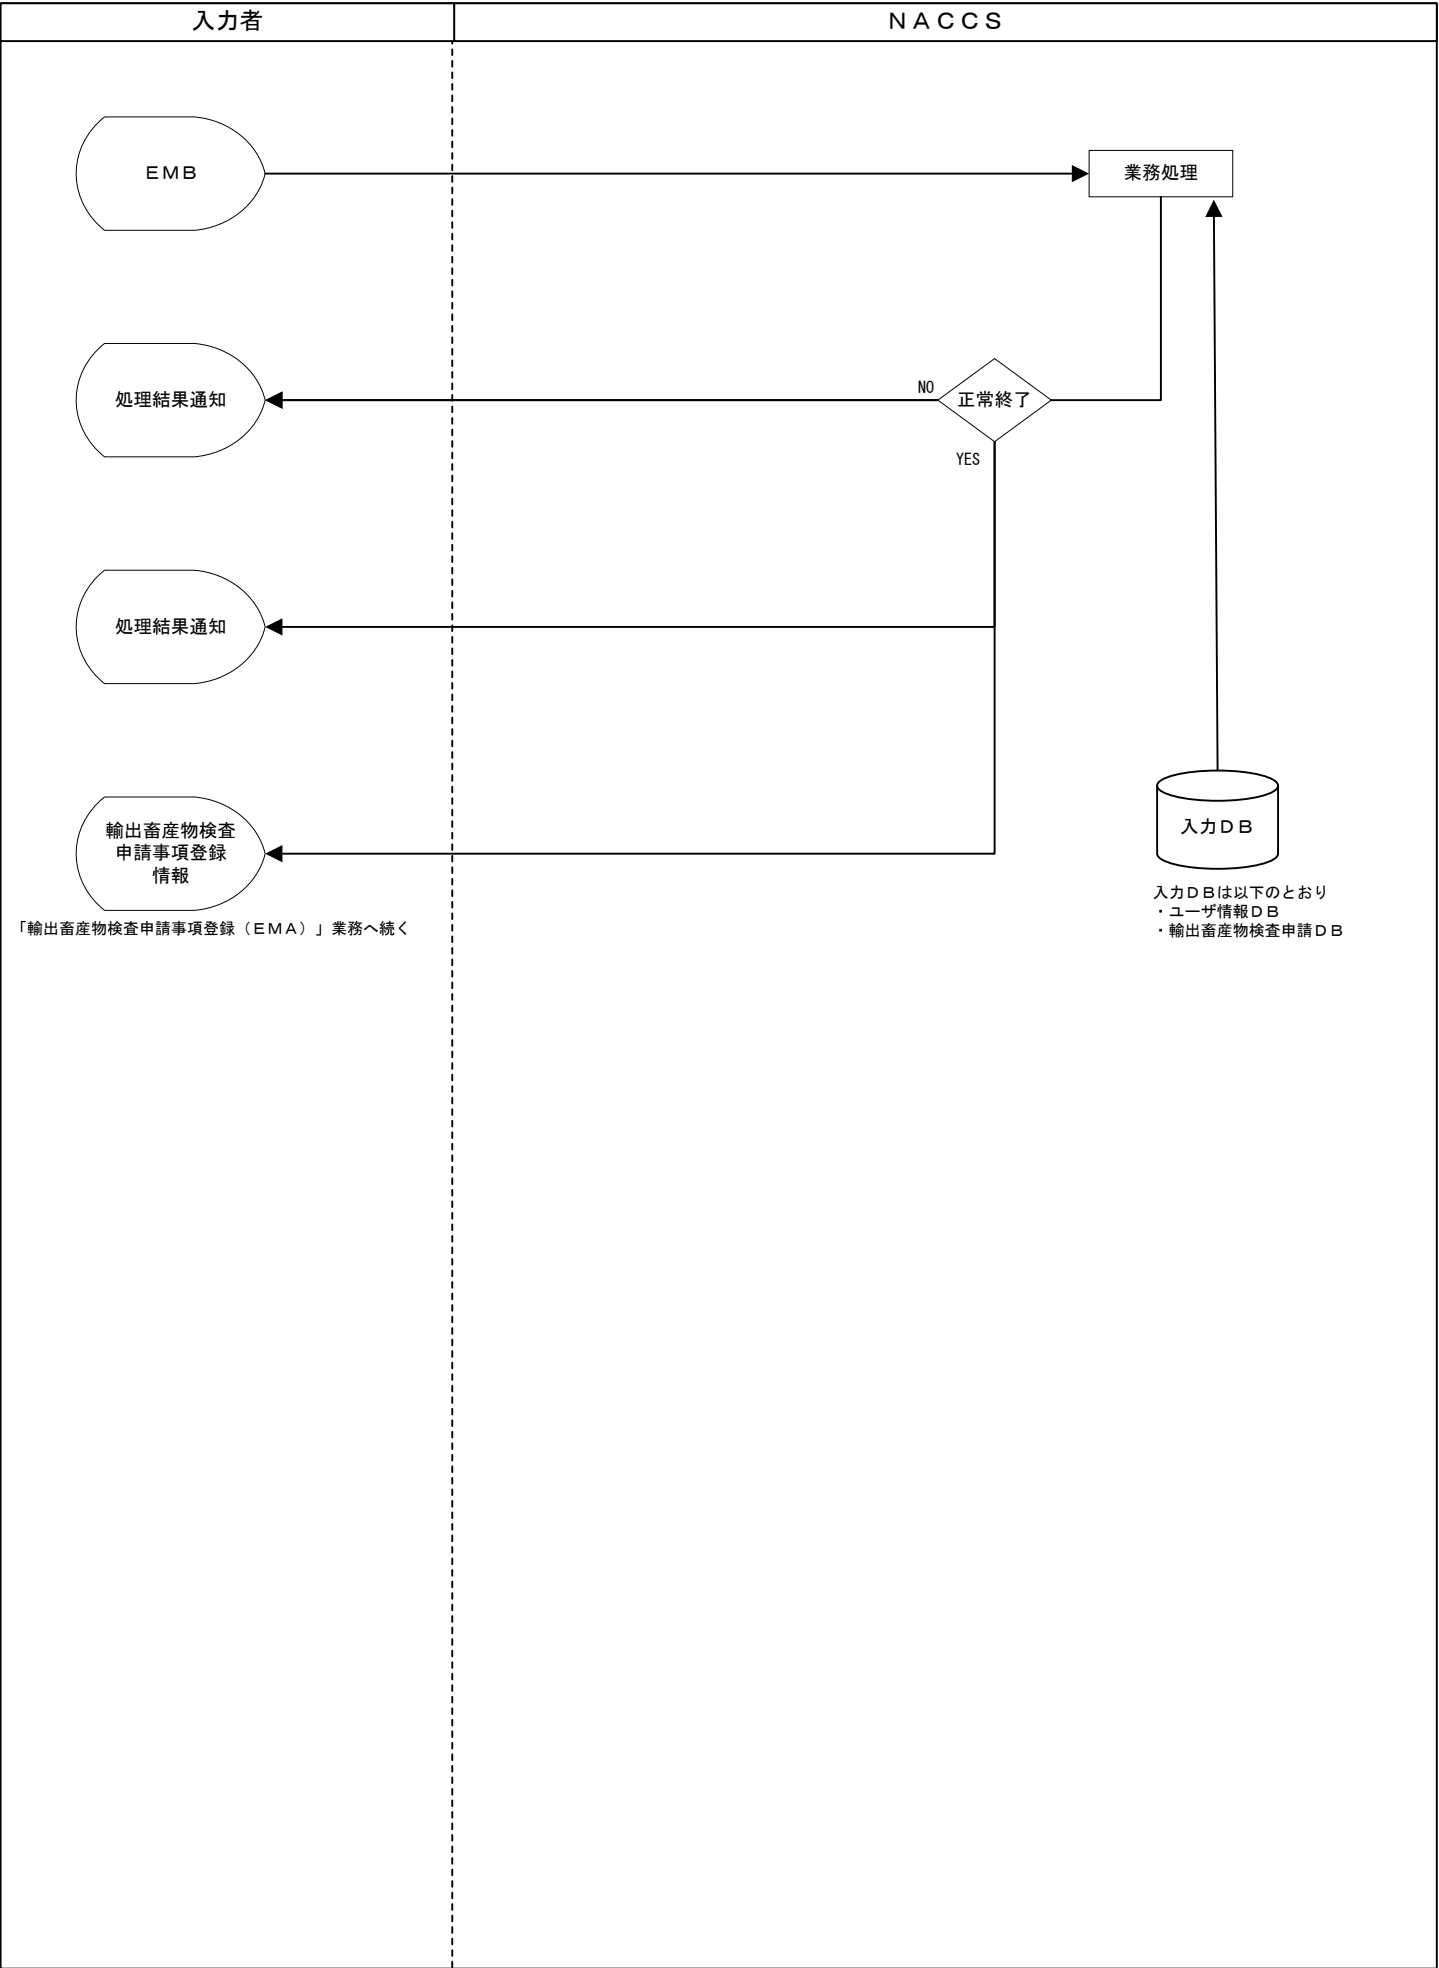 入力者
ＮＡＣＣＳ
ＥＭＢ
業務処理
処理結果通知
NO
正常終了
YES
処理結果通知
輸出畜産物検査
申請事項登録
情報
「輸出畜産物検査申請事項登録（ＥＭＡ）」業務へ続く
入力ＤＢ
入力ＤＢは以下のとおり
・ユーザ情報ＤＢ
・輸出畜産物検査申請ＤＢ